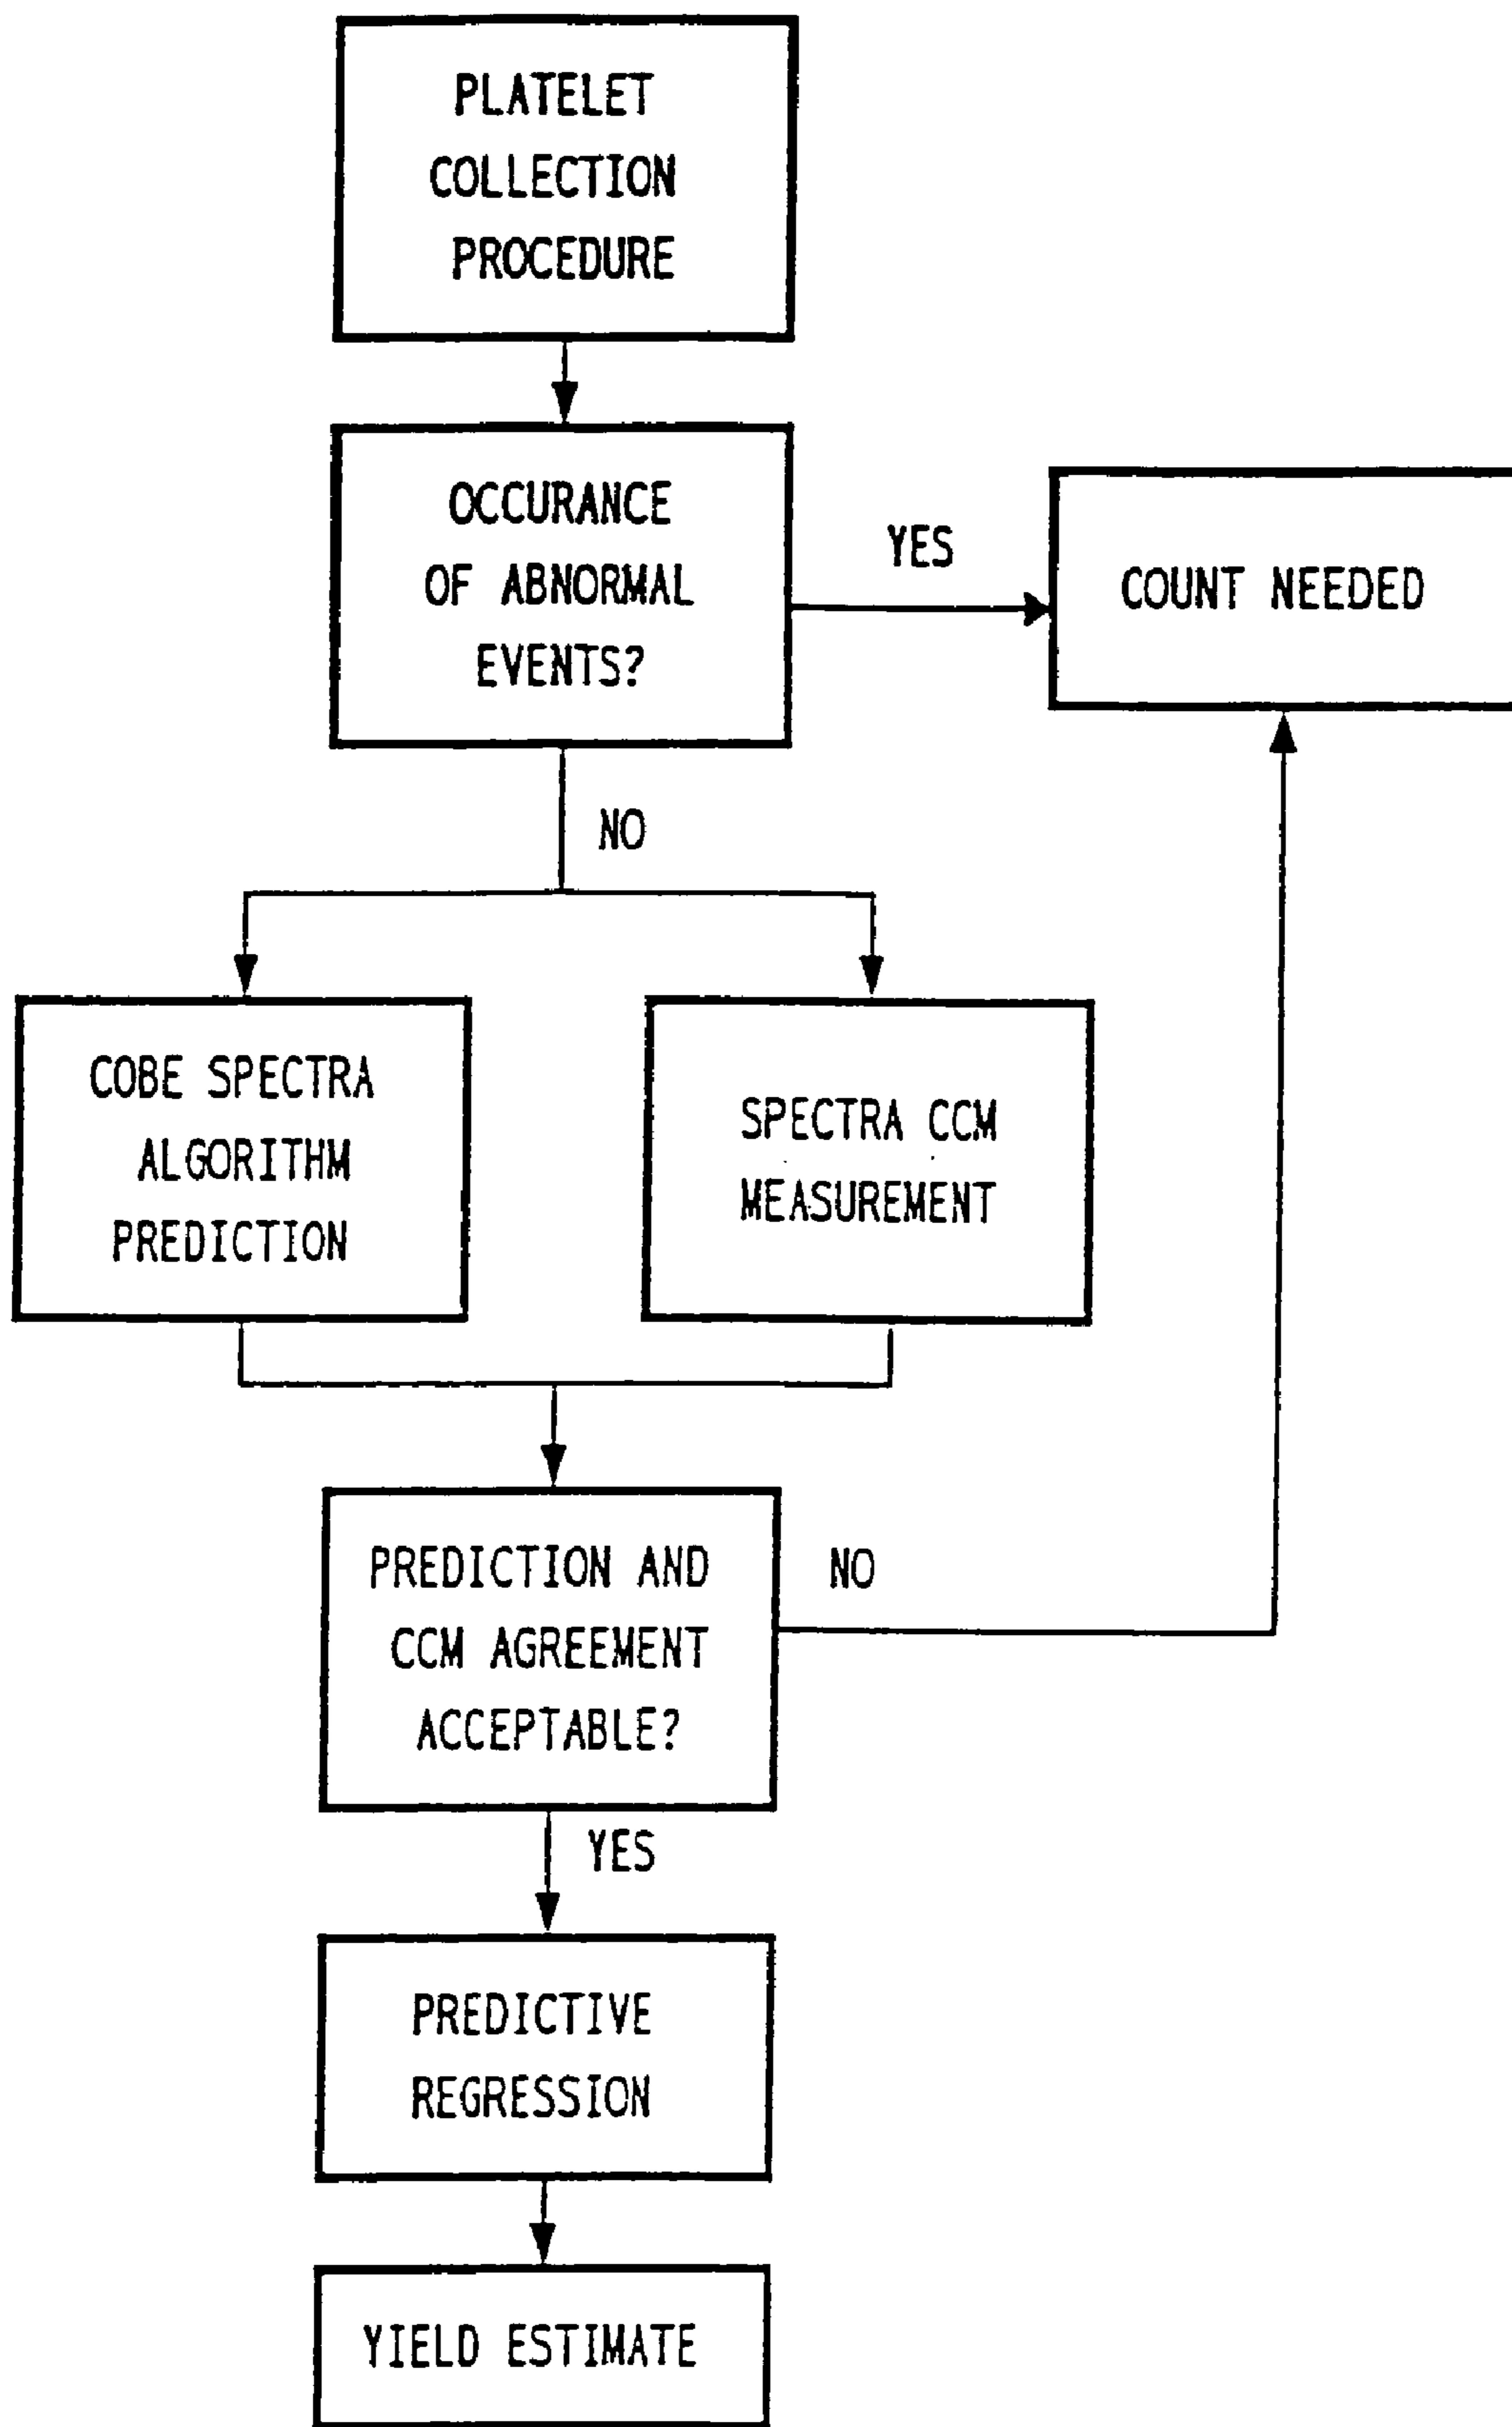 PLATELET
COLLECTION
PROCEDURE
OCCURANCE
OF ABNORMAL
EVENTS?
YES
COUNT NEEDED
NO
COBE SPECTRA
ALGORITHM
PREDICTION
SPECTRA CCM
MEASUREMENT
PREDICTION AND
CCM AGREEMENT
ACCEPTABLE?
NO
YES
PREDICTIVE
REGRESSION
YIELD ESTIMATE